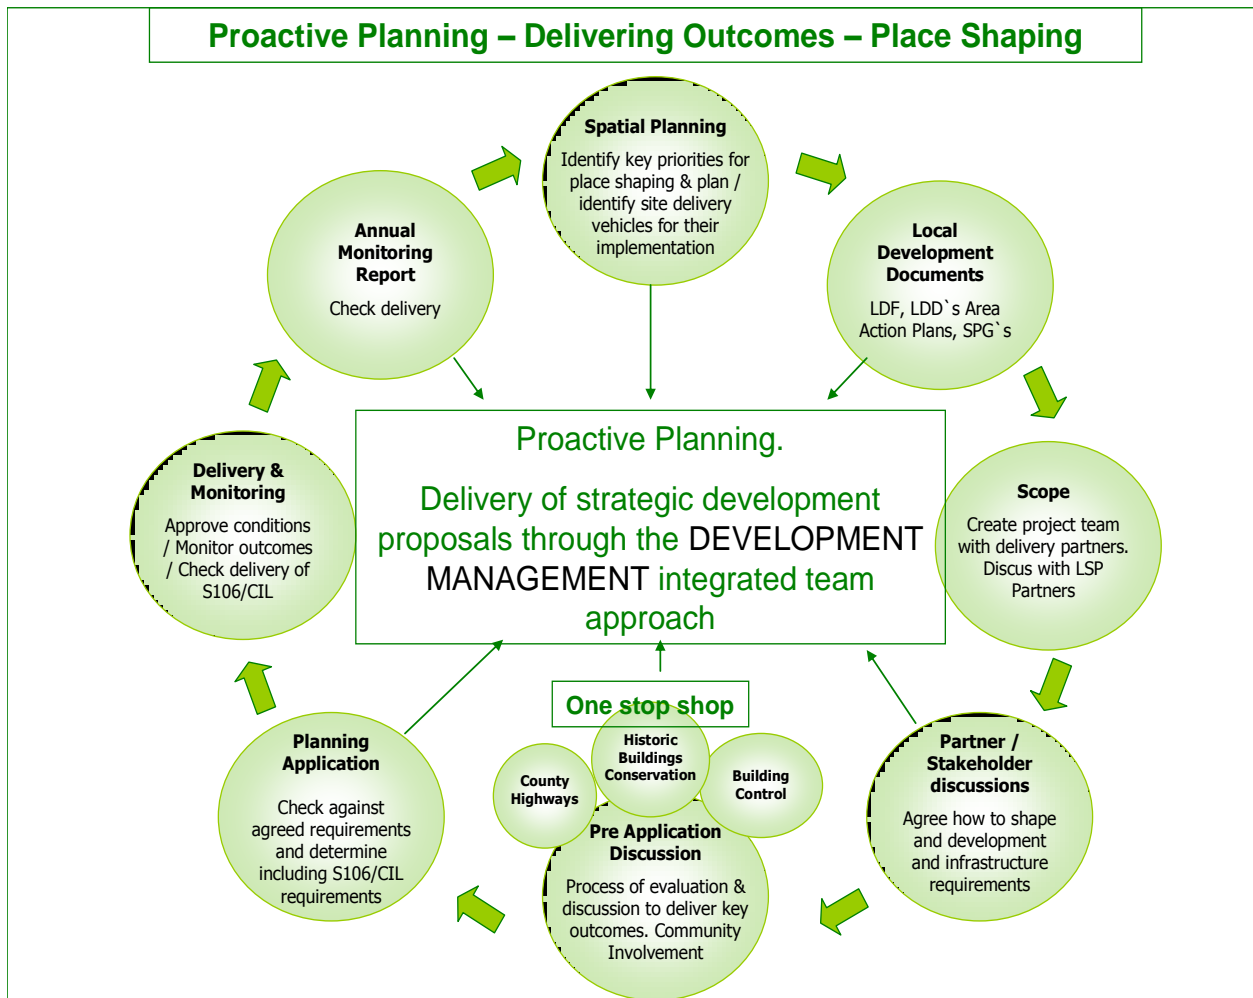 Proactive Planning – Delivering Outcomes – Place Shaping
Spatial Planning
Identify key priorities for
place shaping & plan /
identify site delivery
vehicles for their
implementation
Local
Development
Documents
LDF, LDD`s Area
Action Plans, SPG`s
Scope
Create project team
with delivery partners.
Discus with LSP
Partners
Partner /
Stakeholder
discussions
Agree how to shape
and development
and infrastructure
requirements
One stop shop
County
Highways
Historic
Buildings
Conservation
Building
Control
Pre Application
Discussion
Process of evaluation &
discussion to deliver key
outcomes. Community
Involvement
Planning
Application
Check against
agreed requirements
and determine
including S106/CIL
requirements
Delivery &
Monitoring
Approve conditions
/ Monitor outcomes
/ Check delivery of
S106/CIL
Annual
Monitoring
Report
Check delivery
Proactive Planning.
Delivery of strategic development
proposals through the DEVELOPMENT
MANAGEMENT integrated team
approach